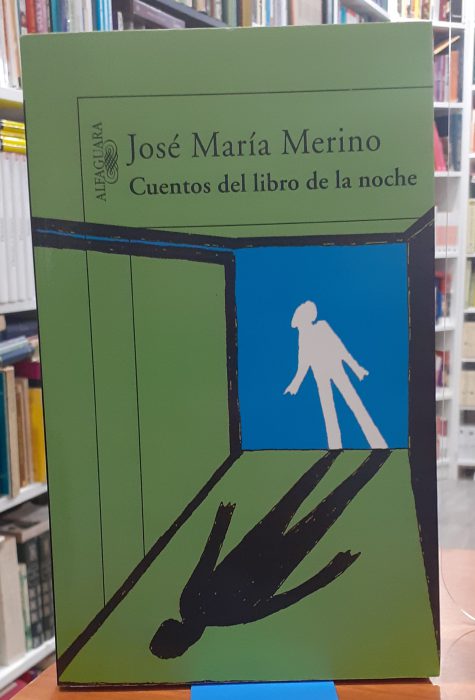 José María Merino
Cuentos del libro de la noche
ALFAGUARA